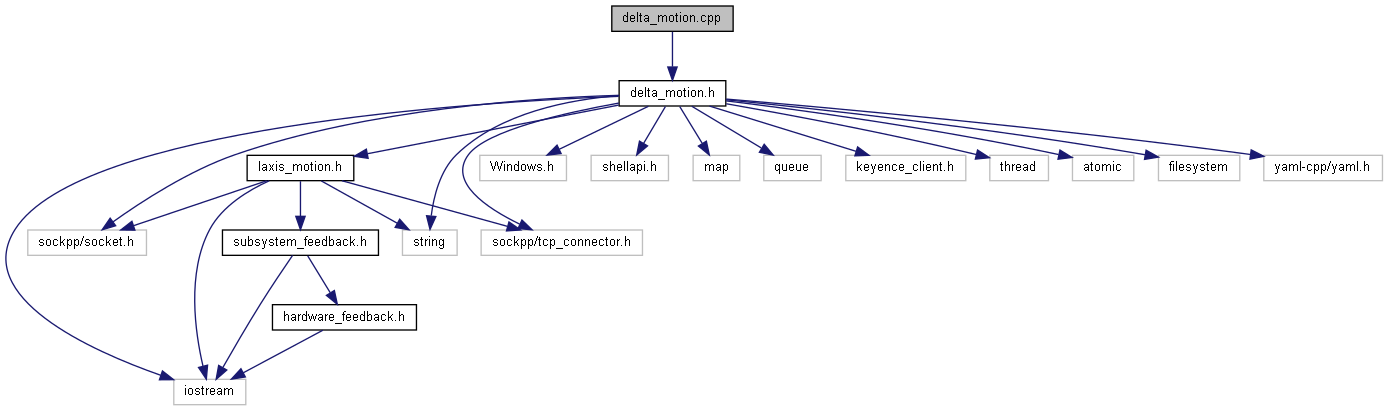 delta_motion.cpp
delta_motion.h
laxis_motion.h
Windows.h
shellapi.h
map
queue
keyence_client.h
thread
atomic
filesystem
yaml-cpp/yaml.h
sockpp/socket.h
subsystem_feedback.h
string
sockpp/tcp_connector.h
hardware_feedback.h
iostream